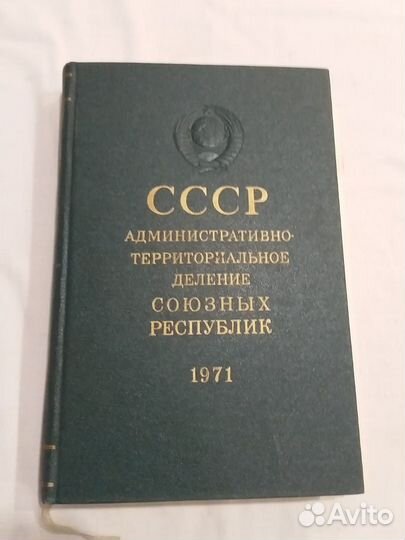 СССР
АДМИНИСТРАТИВНО-
ТЕРРИТОРИАЛЬНОЕ
ДЕЛЕНИЕ
СОЮЗНЫХ
РЕСПУБЛИК
1971
Avito